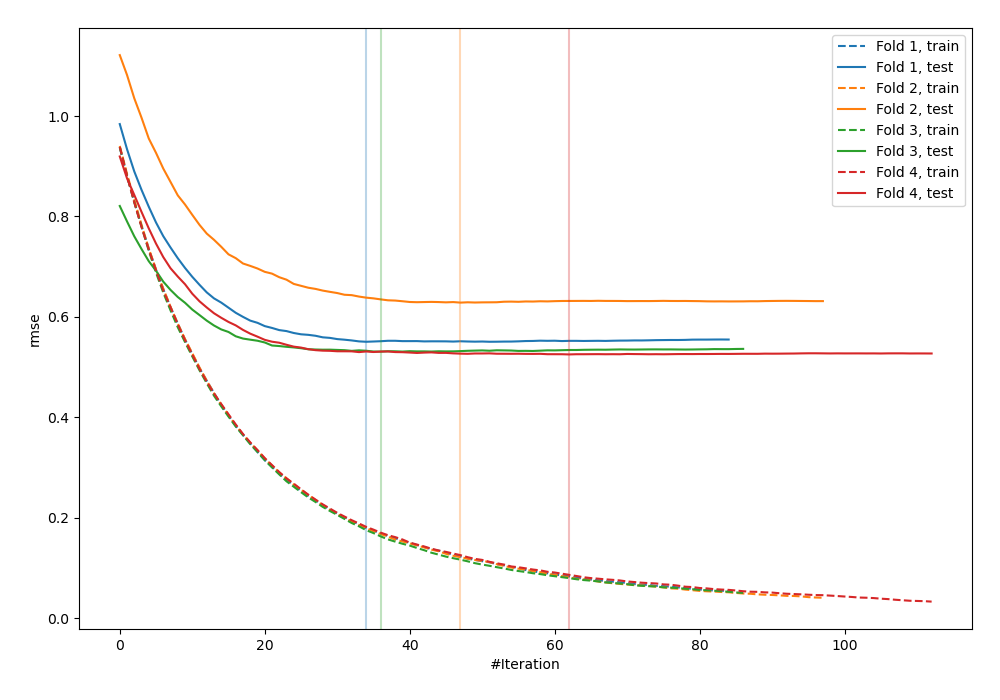 Fold 1, train
Fold 1, test
Fold 2, train
Fold 2, test
Fold 3, train
Fold 3, test
Fold 4, train
Fold 4, test
1.0
0.8
0.6
0.4
0.2
0.0
rmse
0 20 40 60 80 100
#Iteration